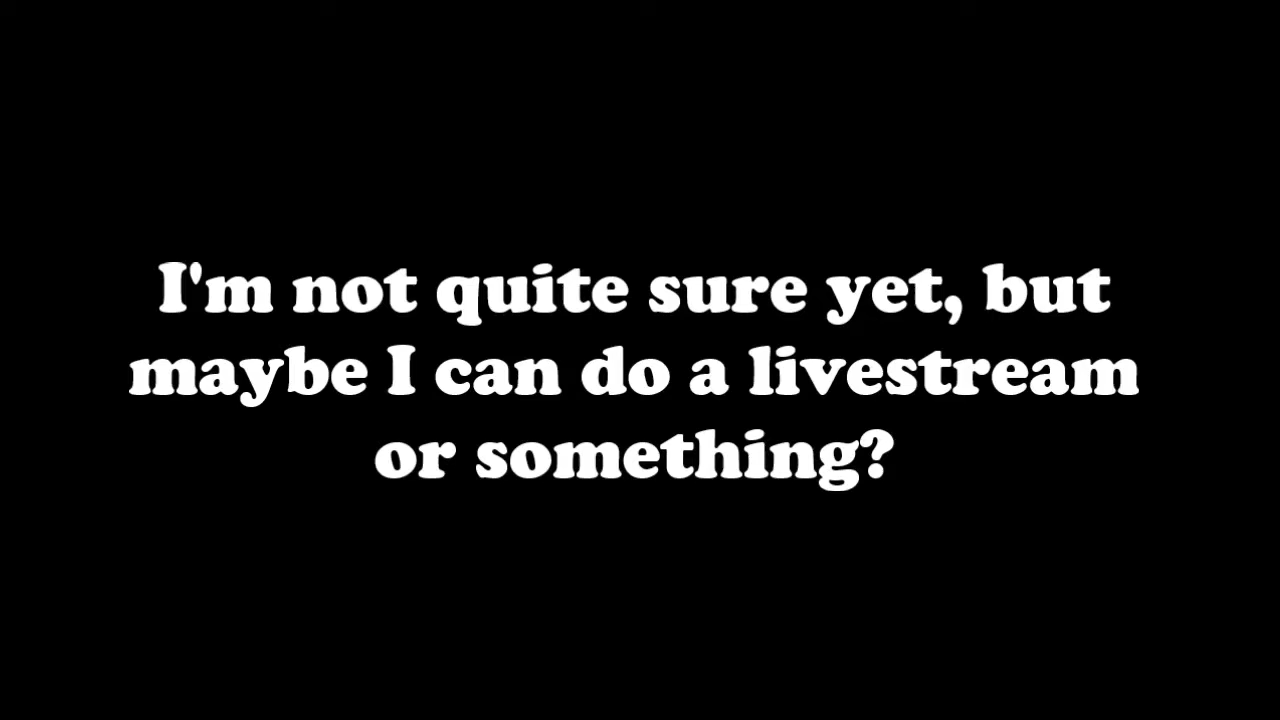 I'm not quite sure yet, but
maybe I can do a livestream
or something?